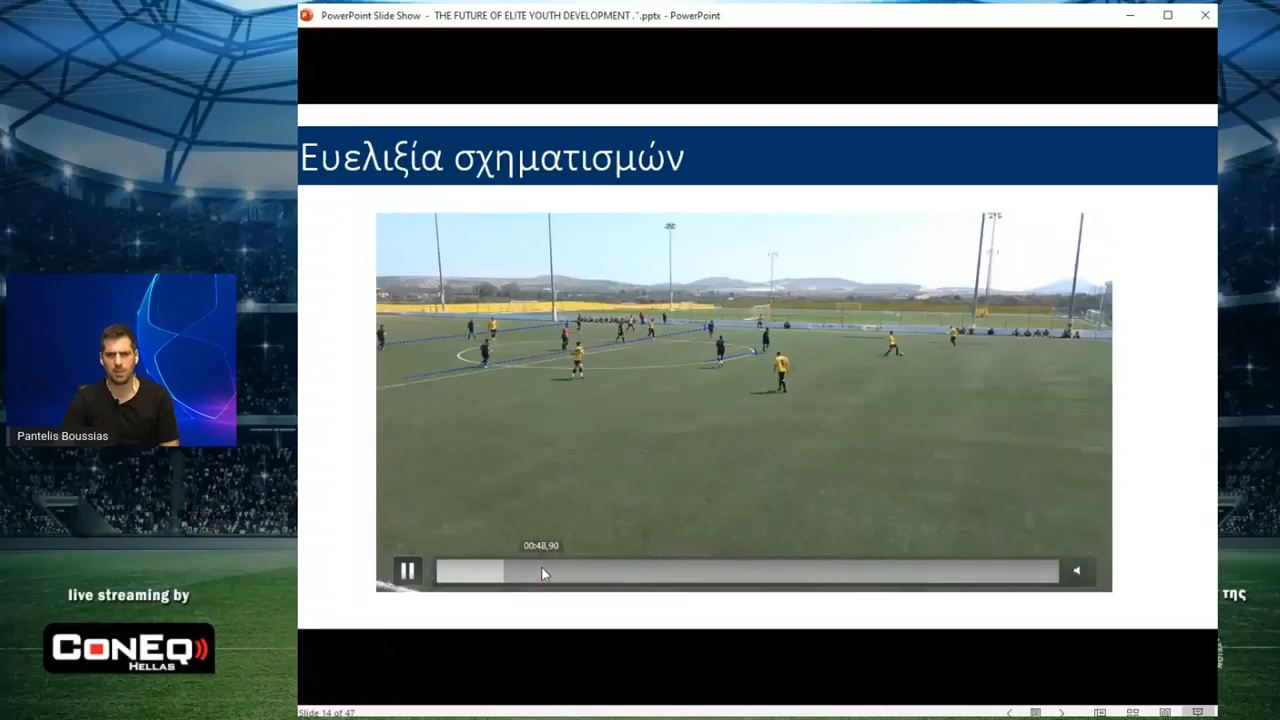 PowerPoint Slide Show - THE FUTURE OF ELITE YOUTH DEVELOPMENT .™.pptx - PowerPoint
Ευελιξία σχηματισμών
Pantelis Boussias
00:48,90
live streaming by
CONEQ
HELLAS
της
Slide 14 of 47